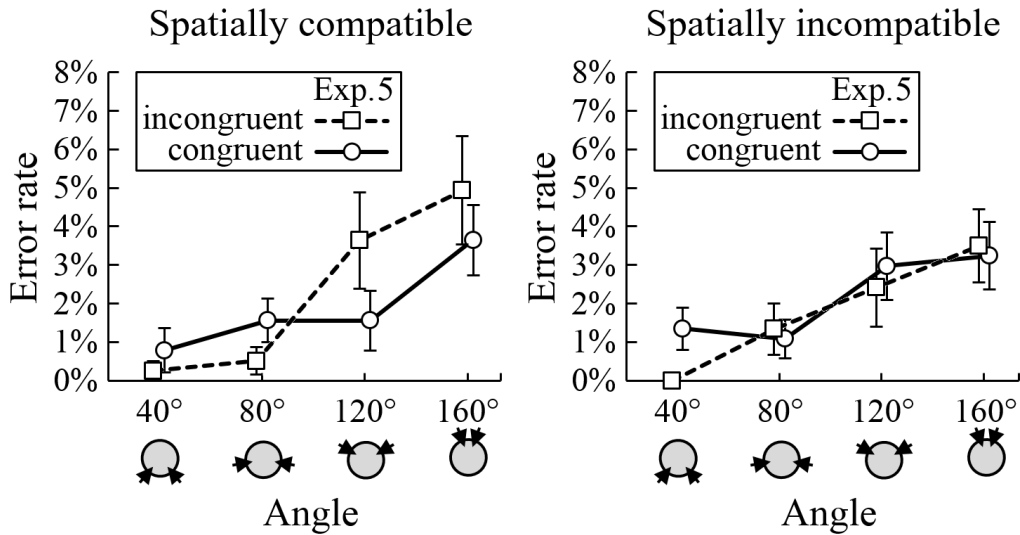 Spatially compatible
Error rate
8%
7%
6%
5%
4%
3%
2%
1%
0%
Exp.5
incongruent
congruent
40° 80° 120° 160°
Angle
Spatially incompatible
Error rate
8%
7%
6%
5%
4%
3%
2%
1%
0%
Exp.5
incongruent
congruent
40° 80° 120° 160°
Angle